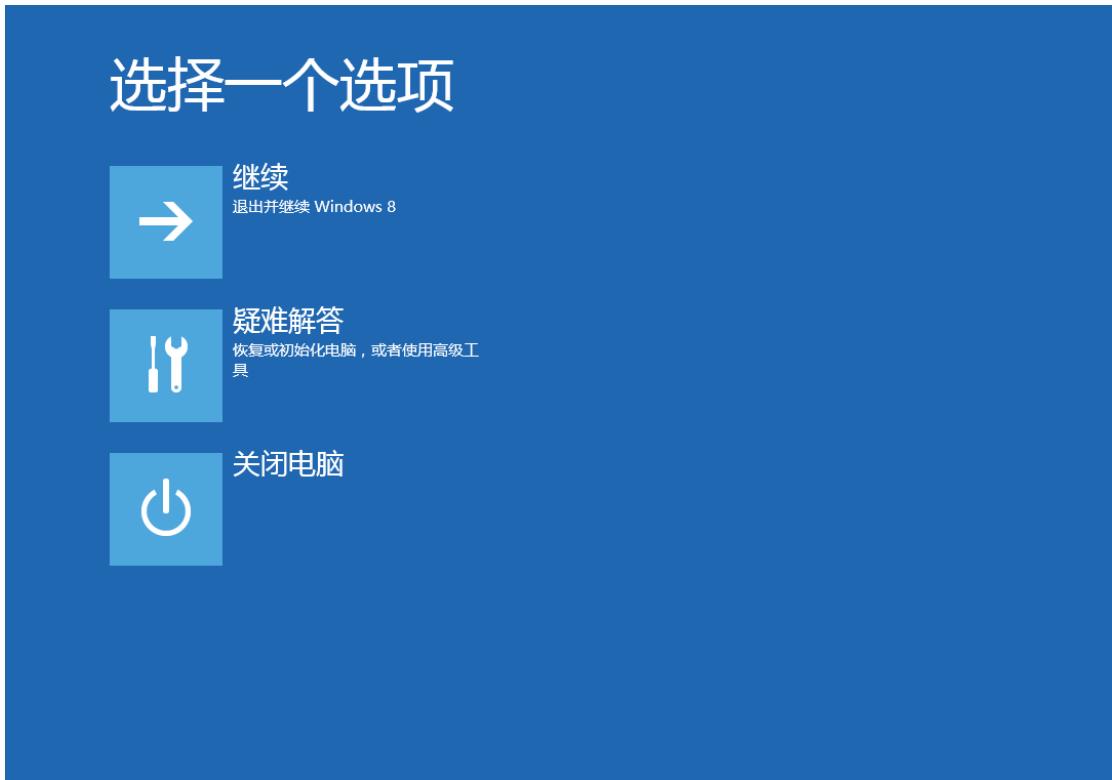 选择一个选项
继续
退出并继续 Windows 8
疑难解答
恢复或初始化电脑，或者使用高级工
具
关闭电脑